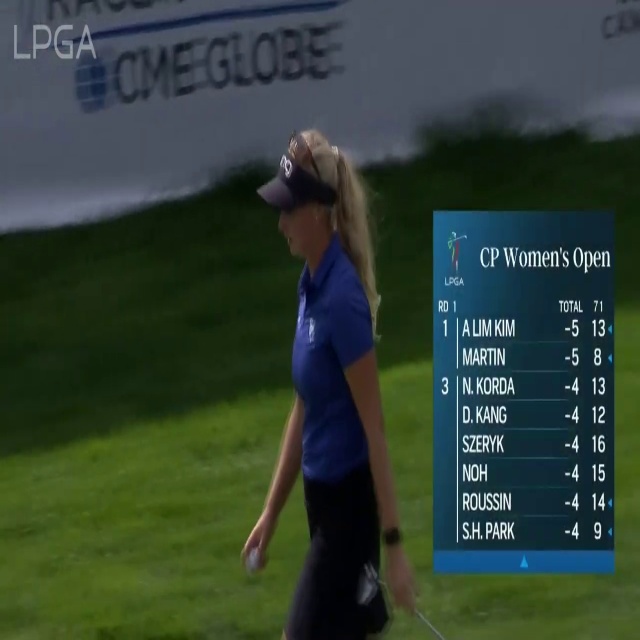 LPGA
CME GLOBE
CP Women's Open
LPGA
RD 1 TOTAL 71
1 A LIM KIM -5 13
MARTIN -5 8
3 N. KORDA -4 13
D. KANG -4 12
SZERYK -4 16
NOH -4 15
ROUSSIN -4 14
S.H. PARK -4 9